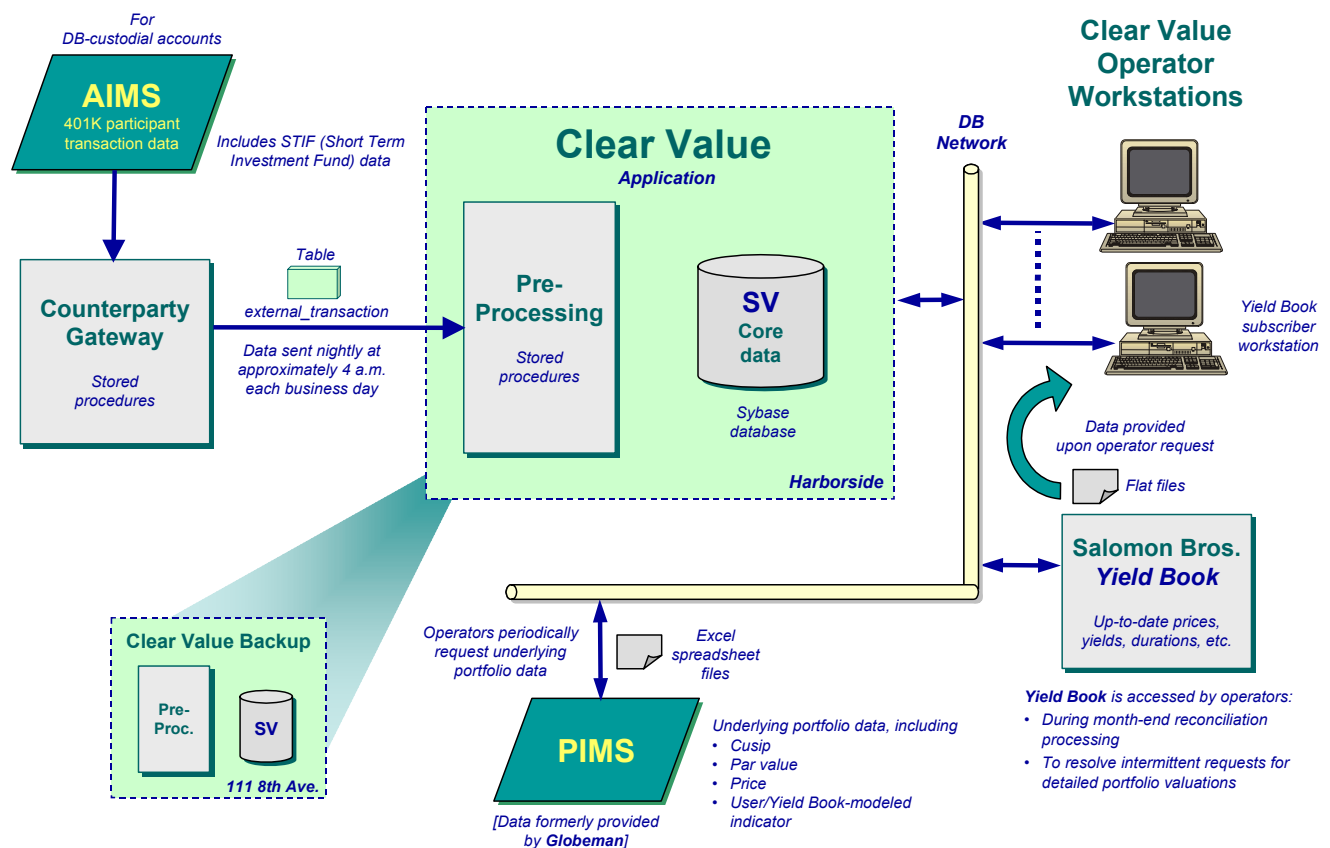 For
DB-custodial accounts
AIMS
401K participant
transaction data
Includes STIF (Short Term
Investment Fund) data
Counterparty
Gateway
Stored
procedures
Table
external_transaction
Data sent nightly at
approximately 4 a.m.
each business day
Clear Value
Application
Pre-
Processing
Stored
procedures
SV
Core
data
Sybase
database
Harborside
DB
Network
Clear Value
Operator
Workstations
Yield Book
subscriber
workstation
Data provided
upon operator request
Flat files
Salomon Bros.
Yield Book
Up-to-date prices,
yields, durations, etc.
Yield Book is accessed by operators:
• During month-end reconciliation
processing
• To resolve intermittent requests for
detailed portfolio valuations
Clear Value Backup
Pre-
Proc.
SV
111 8th Ave.
Operators periodically
request underlying
portfolio data
Excel
spreadsheet
files
PIMS
[Data formerly provided
by Globeman]
Underlying portfolio data, including
• Cusip
• Par value
• Price
• User/Yield Book-modeled
indicator